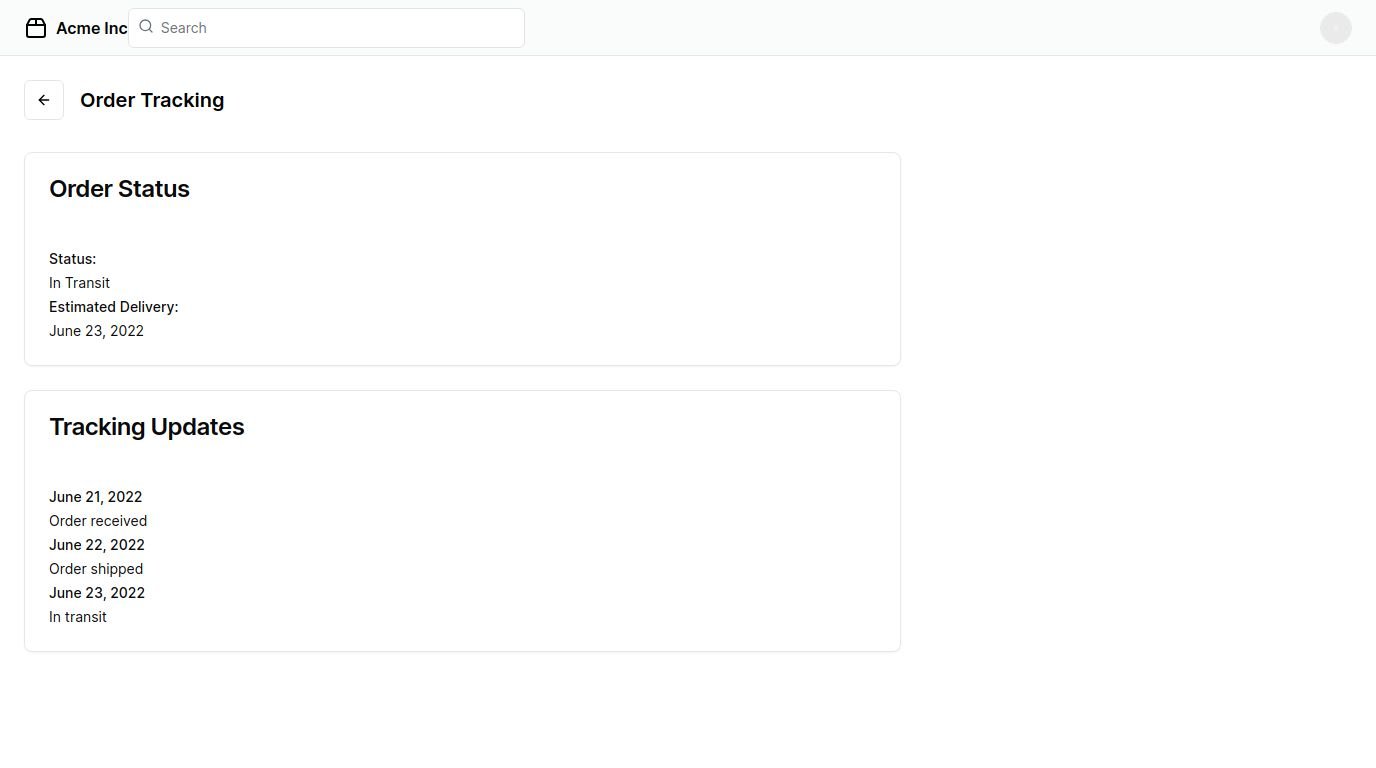 Acme Inc
Search
Order Tracking
Order Status
Status:
In Transit
Estimated Delivery:
June 23, 2022
Tracking Updates
June 21, 2022
Order received
June 22, 2022
Order shipped
June 23, 2022
In transit